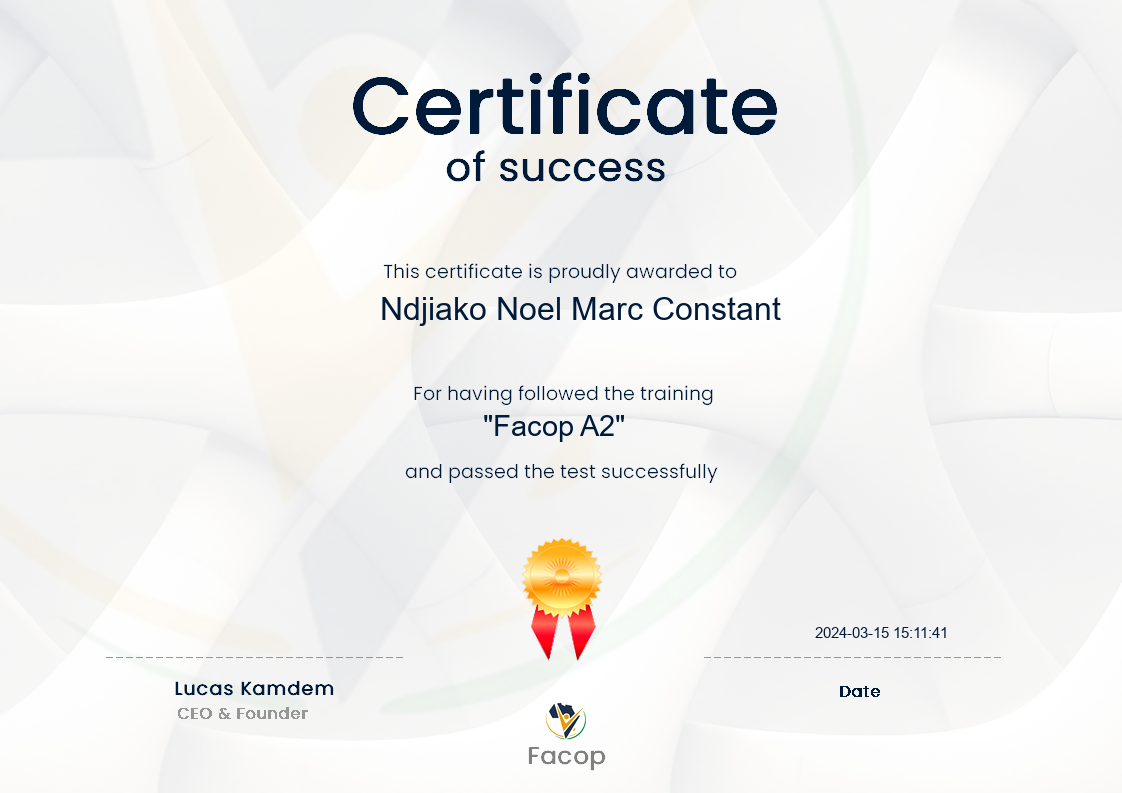 Certificate
of success
This certificate is proudly awarded to
Ndjiako Noel Marc Constant
For having followed the training
"Facop A2"
and passed the test successfully
2024-03-15 15:11:41
Lucas Kamdem
CEO & Founder
Date
Facop